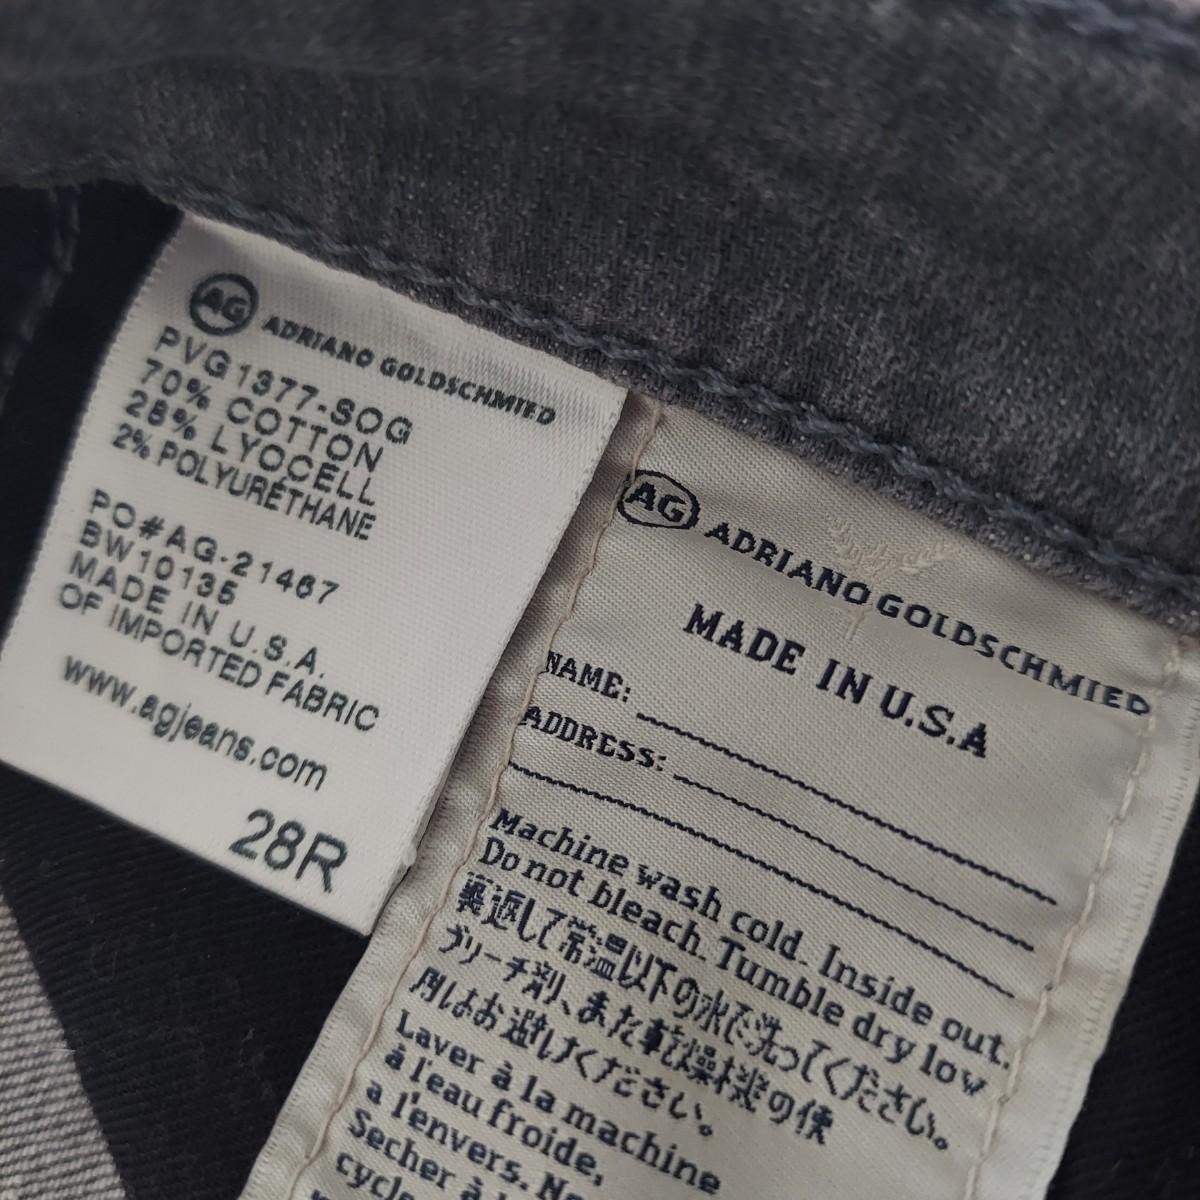 AG ADRIANO GOLDSCHMIED
PVG1377-SOG
70% COTTON
28% LYOCELL
2% POLYURETHANE
PO#AG-21467
BW10135
MADE IN U.S.A.
OF IMPORTED FABRIC
www.agjeans.com
28R
AG ADRIANO GOLDSCHMIED
MADE IN U.S.A
NAME:
ADDRESS:
Machine wash cold. Inside out.
Do not bleach. Tumble dry low
裏返して常温以下の水で洗ってください。
ブリーチ剤、また乾燥機の使
用はお避けください。
Laver à la machine
à l'eau froide,
a l'envers.
Secher à